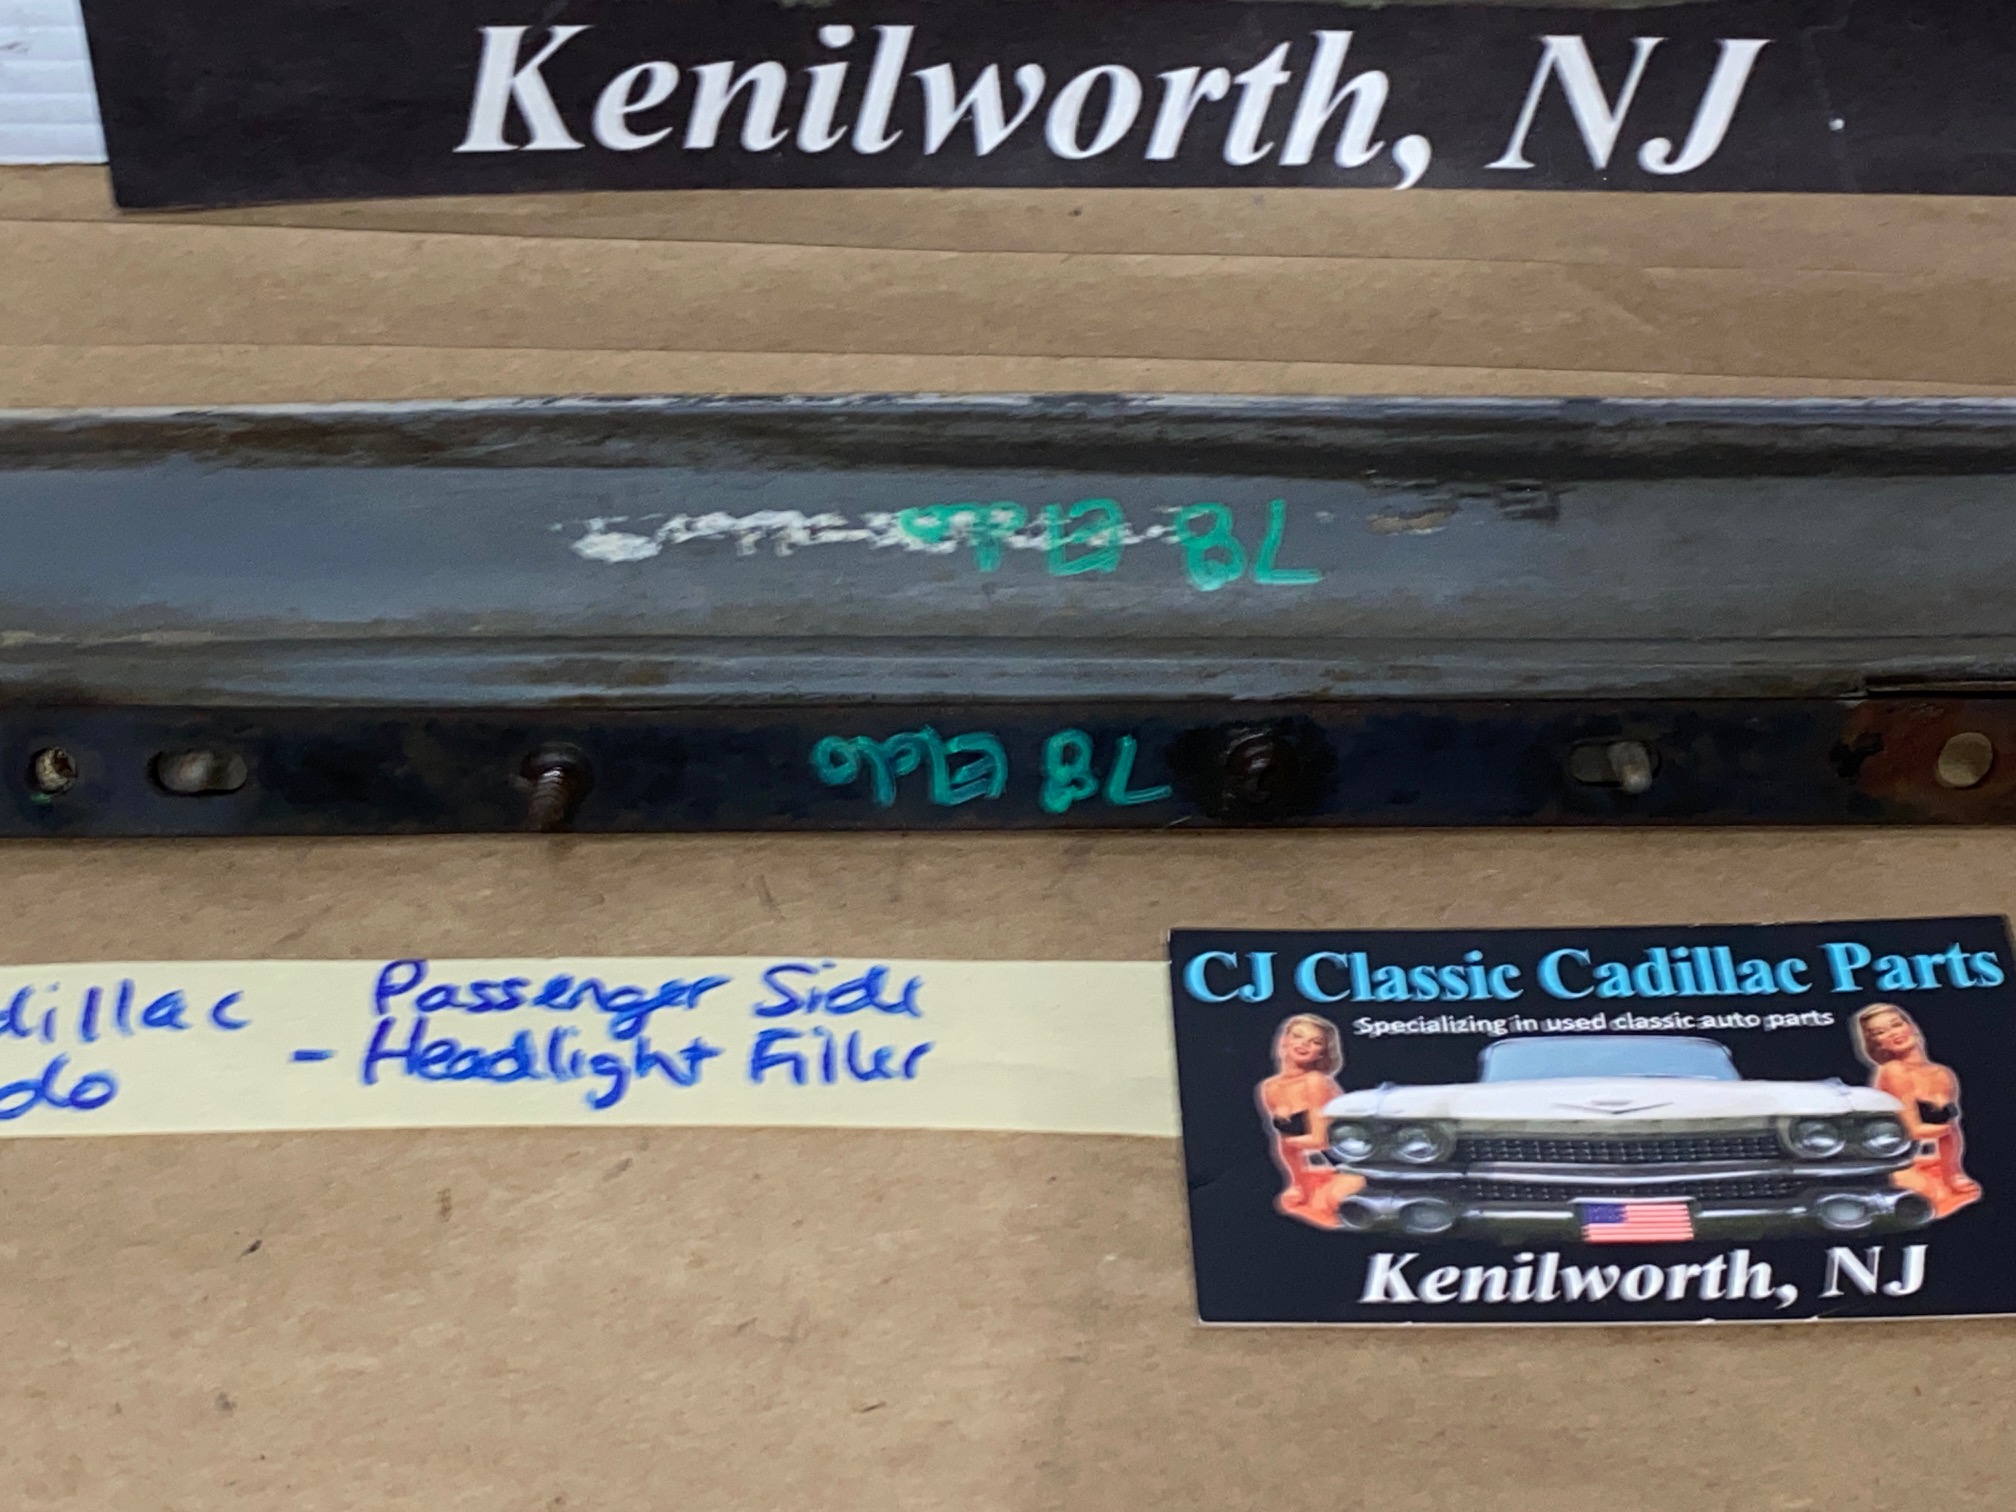 Kenilworth, NJ
78 Eldo
78 Eldo
dillac - Passenger Side
do - Headlight Filler
CJ Classic Cadillac Parts
Specializing in used classic auto parts
Kenilworth, NJ